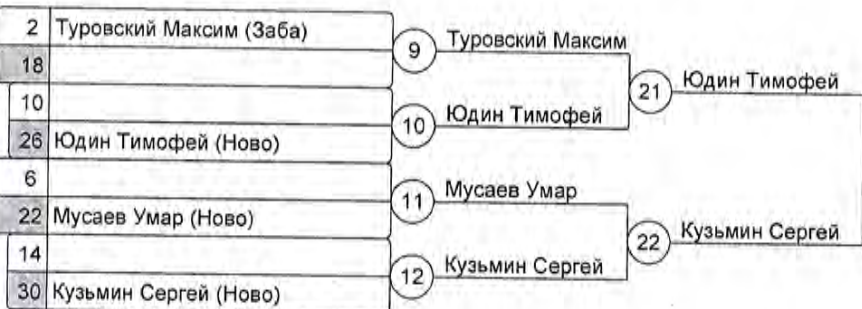 2 Туровский Максим (Заба)
18
9 Туровский Максим
10
26 Юдин Тимофей (Ново)
10 Юдин Тимофей
21 Юдин Тимофей
6
22 Мусаев Умар (Ново)
11 Мусаев Умар
14
30 Кузьмин Сергей (Ново)
12 Кузьмин Сергей
22 Кузьмин Сергей